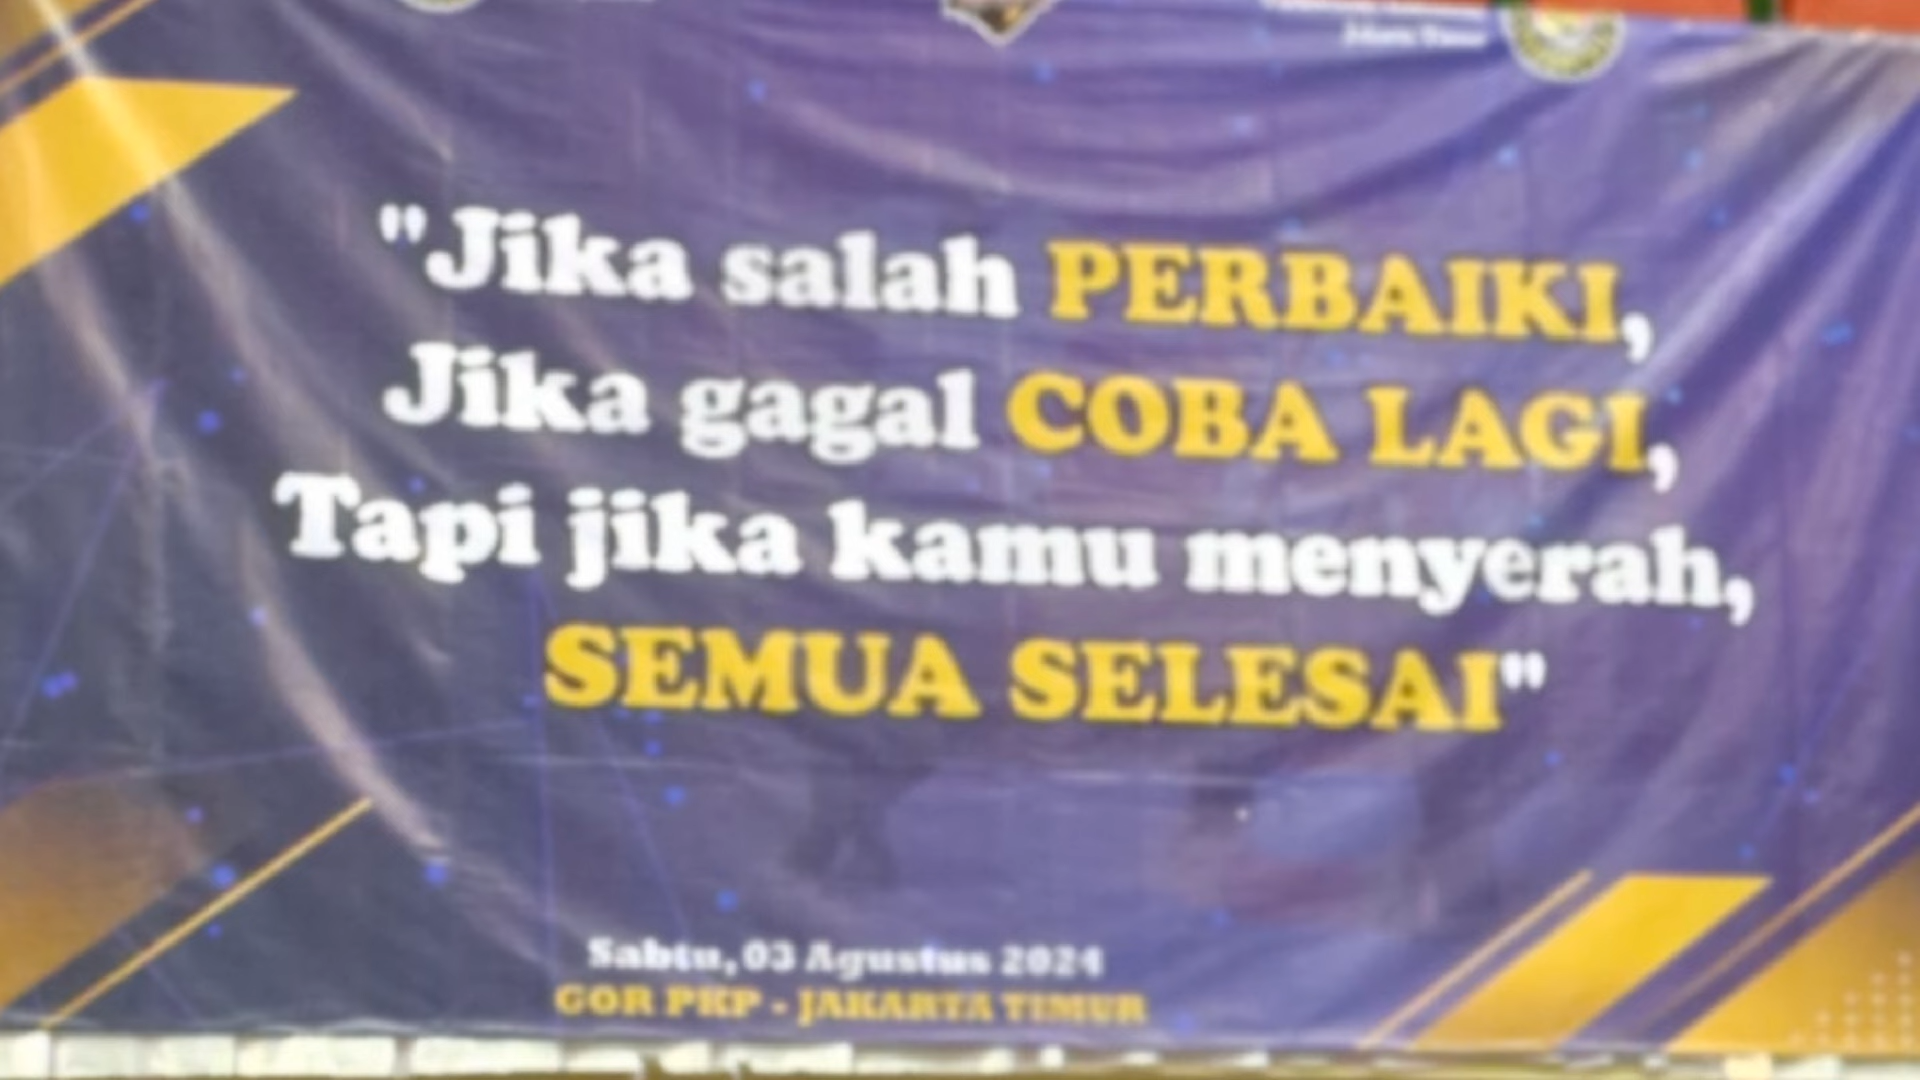 "Jika salah PERBAIKI,
Jika gagal COBA LAGI,
Tapi jika kamu menyerah,
SEMUA SELESAI"
Sabtu, 03 Agustus 2024
GOR PKP - JAKARTA TIMUR